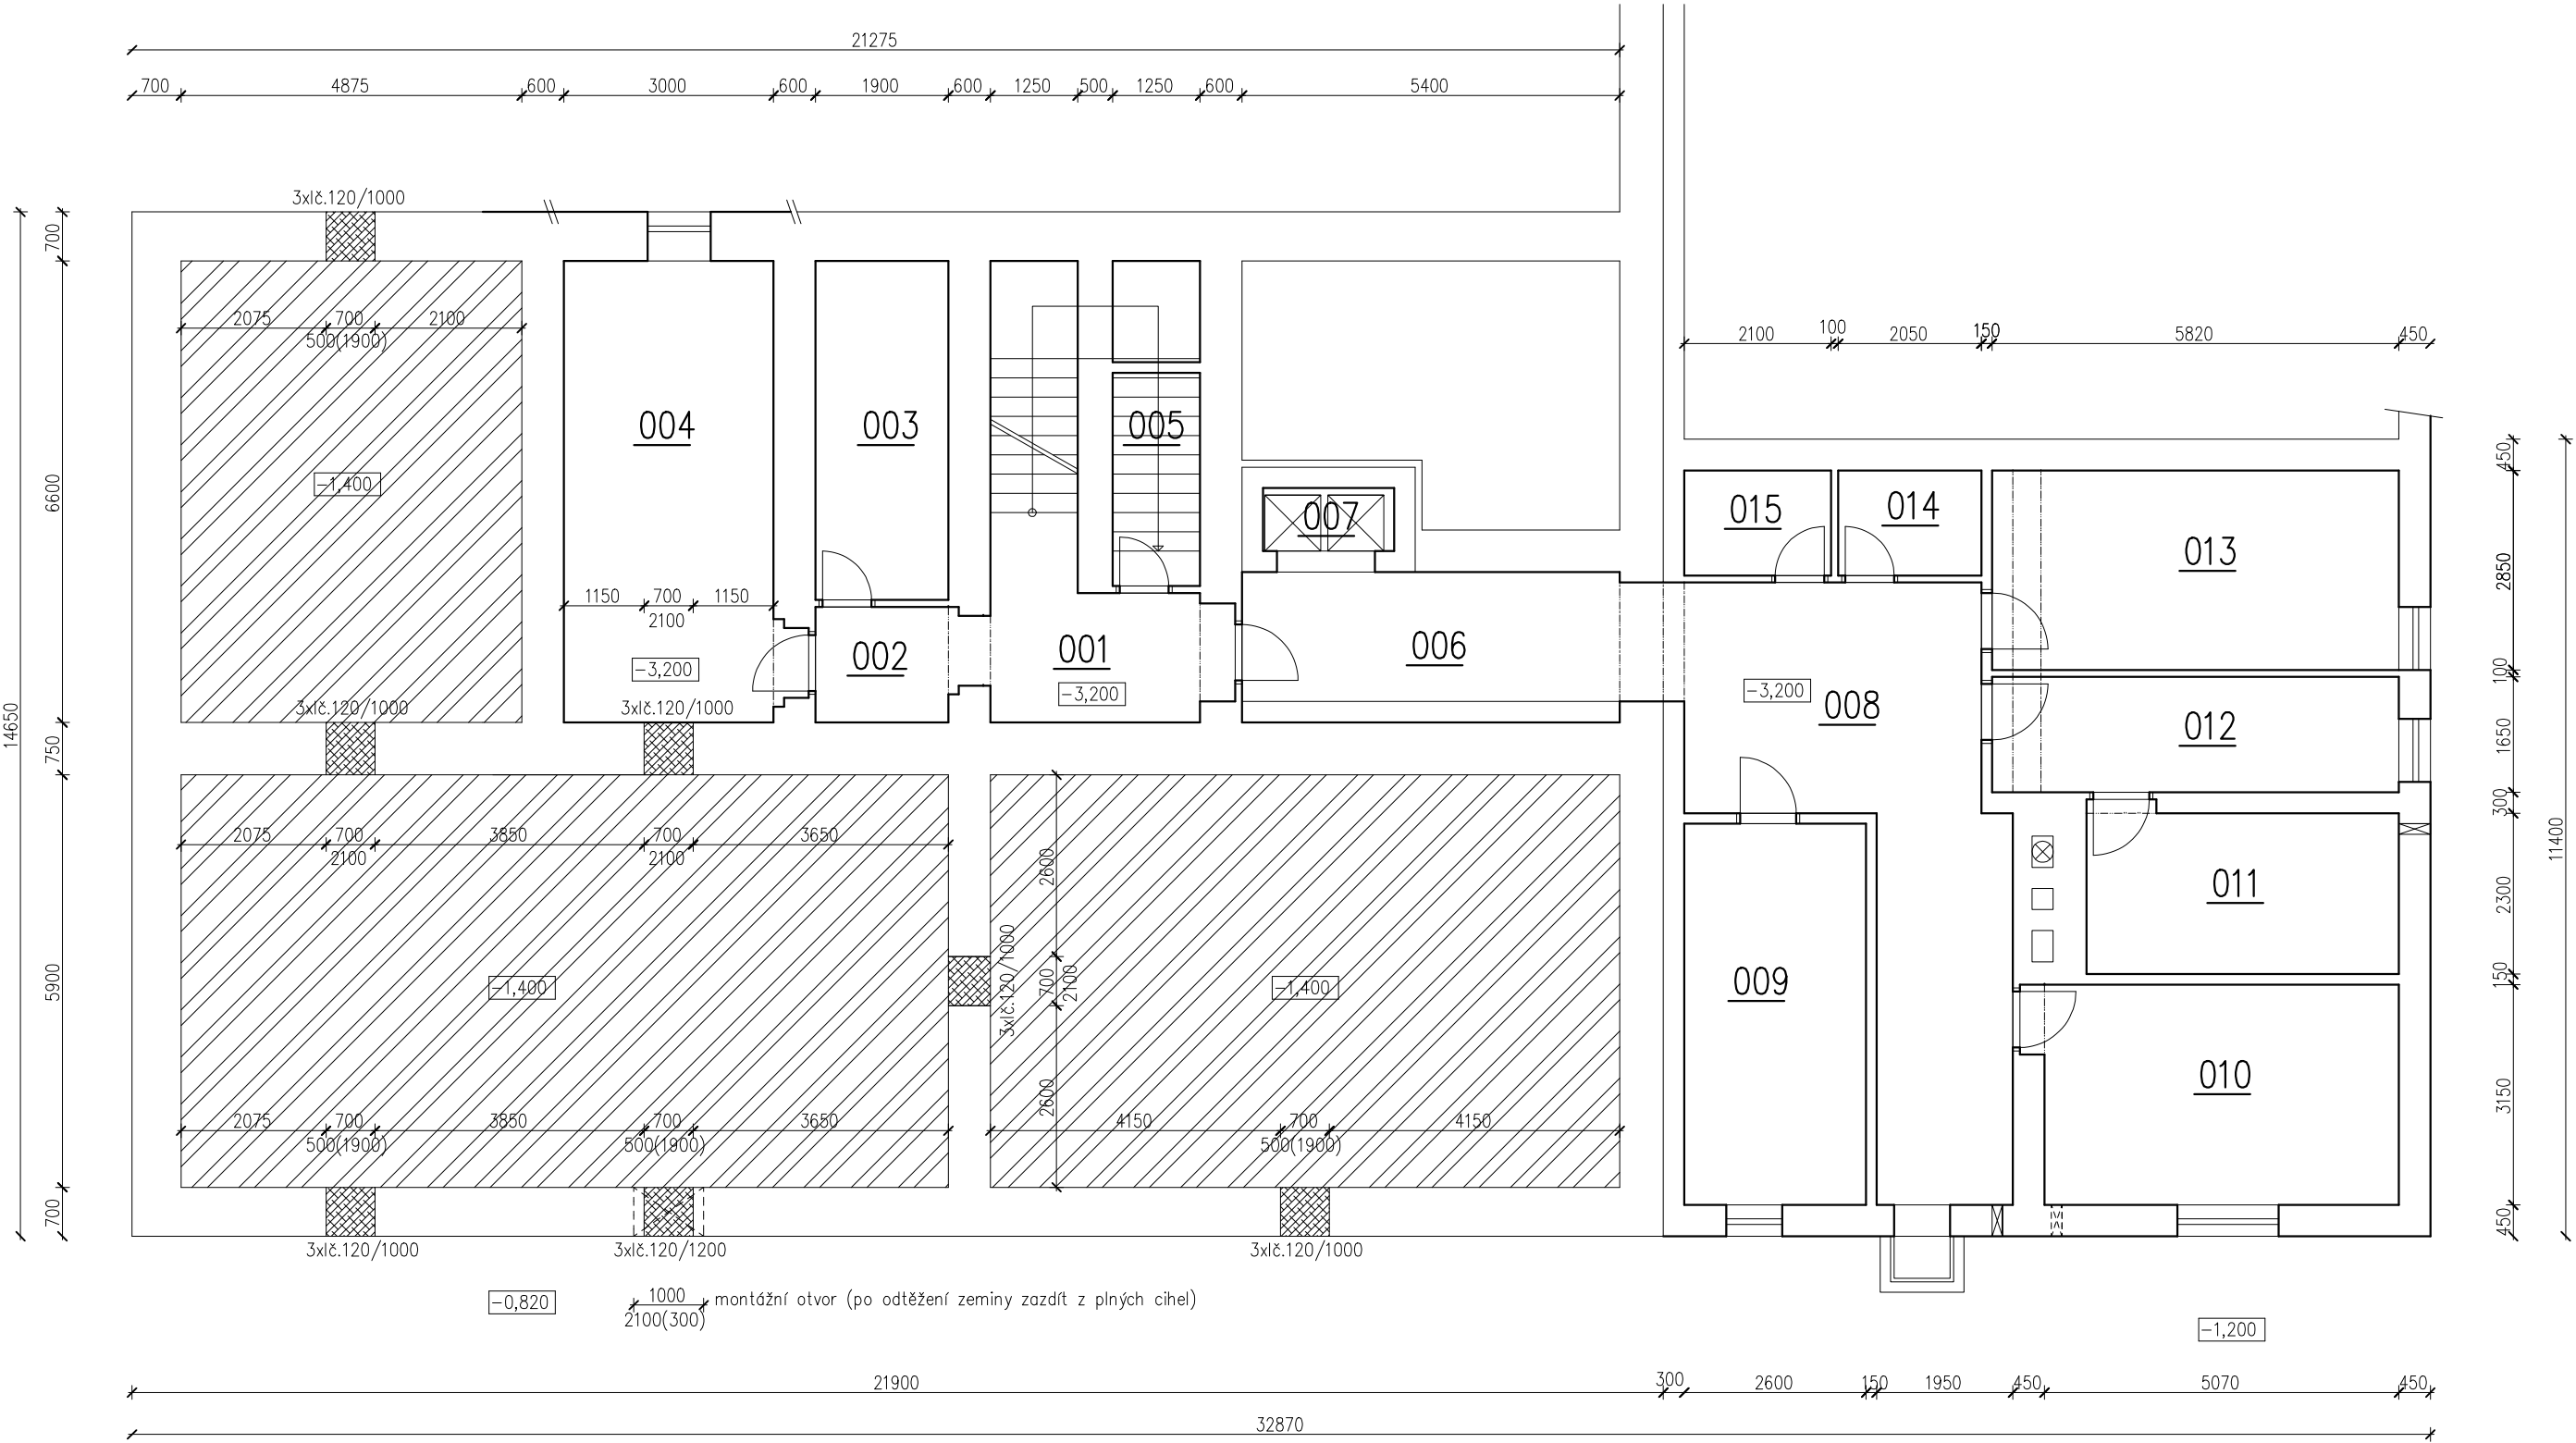 21275
700 4875 600 3000 600 1900 600 1250 500 1250 600 5400
3xIč.120/1000
700
2075 700 2100
500(1900)
2100 100 2050 150 5820 450
004 003 005
-1,400
6600
450
007 015 014
013
2850
1150 700 1150
2100
002 001 006
-3,200
-3,200
-3,200
008
100
012
1650
3xIč.120/1000 3xIč.120/1000
14650
750
300
11400
2075 700 3850 700 3650
2100 2100
2600
011
2300
3xIč.120/1000
700
2100
-1,400
-1,400
009
5900
150
010
3150
2600
2075 700 3850 700 3650
500(1900) 500(1900)
4150 700 4150
500(1900)
700
450
3xIč.120/1000 3xIč.120/1200 3xIč.120/1000
-0,820
1000 montážní otvor (po odtěžení zeminy zazdít z plných cihel)
2100(300)
-1,200
21900 300 2600 150 1950 450 5070 450
32870